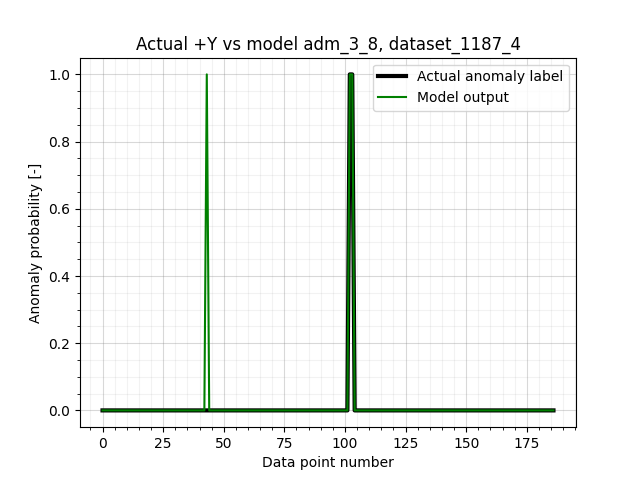 Actual +Y vs model adm_3_8, dataset_1187_4
Actual anomaly label
Model output
1.0
0.8
0.6
0.4
0.2
0.0
Anomaly probability [-]
0 25 50 75 100 125 150 175
Data point number